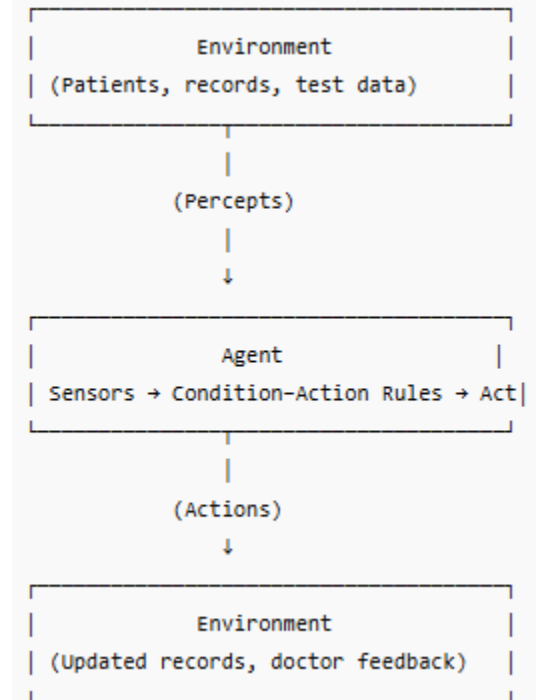 Environment
(Patients, records, test data)
(Percepts)
↓
Agent
Sensors → Condition-Action Rules → Act
(Actions)
↓
Environment
(Updated records, doctor feedback)